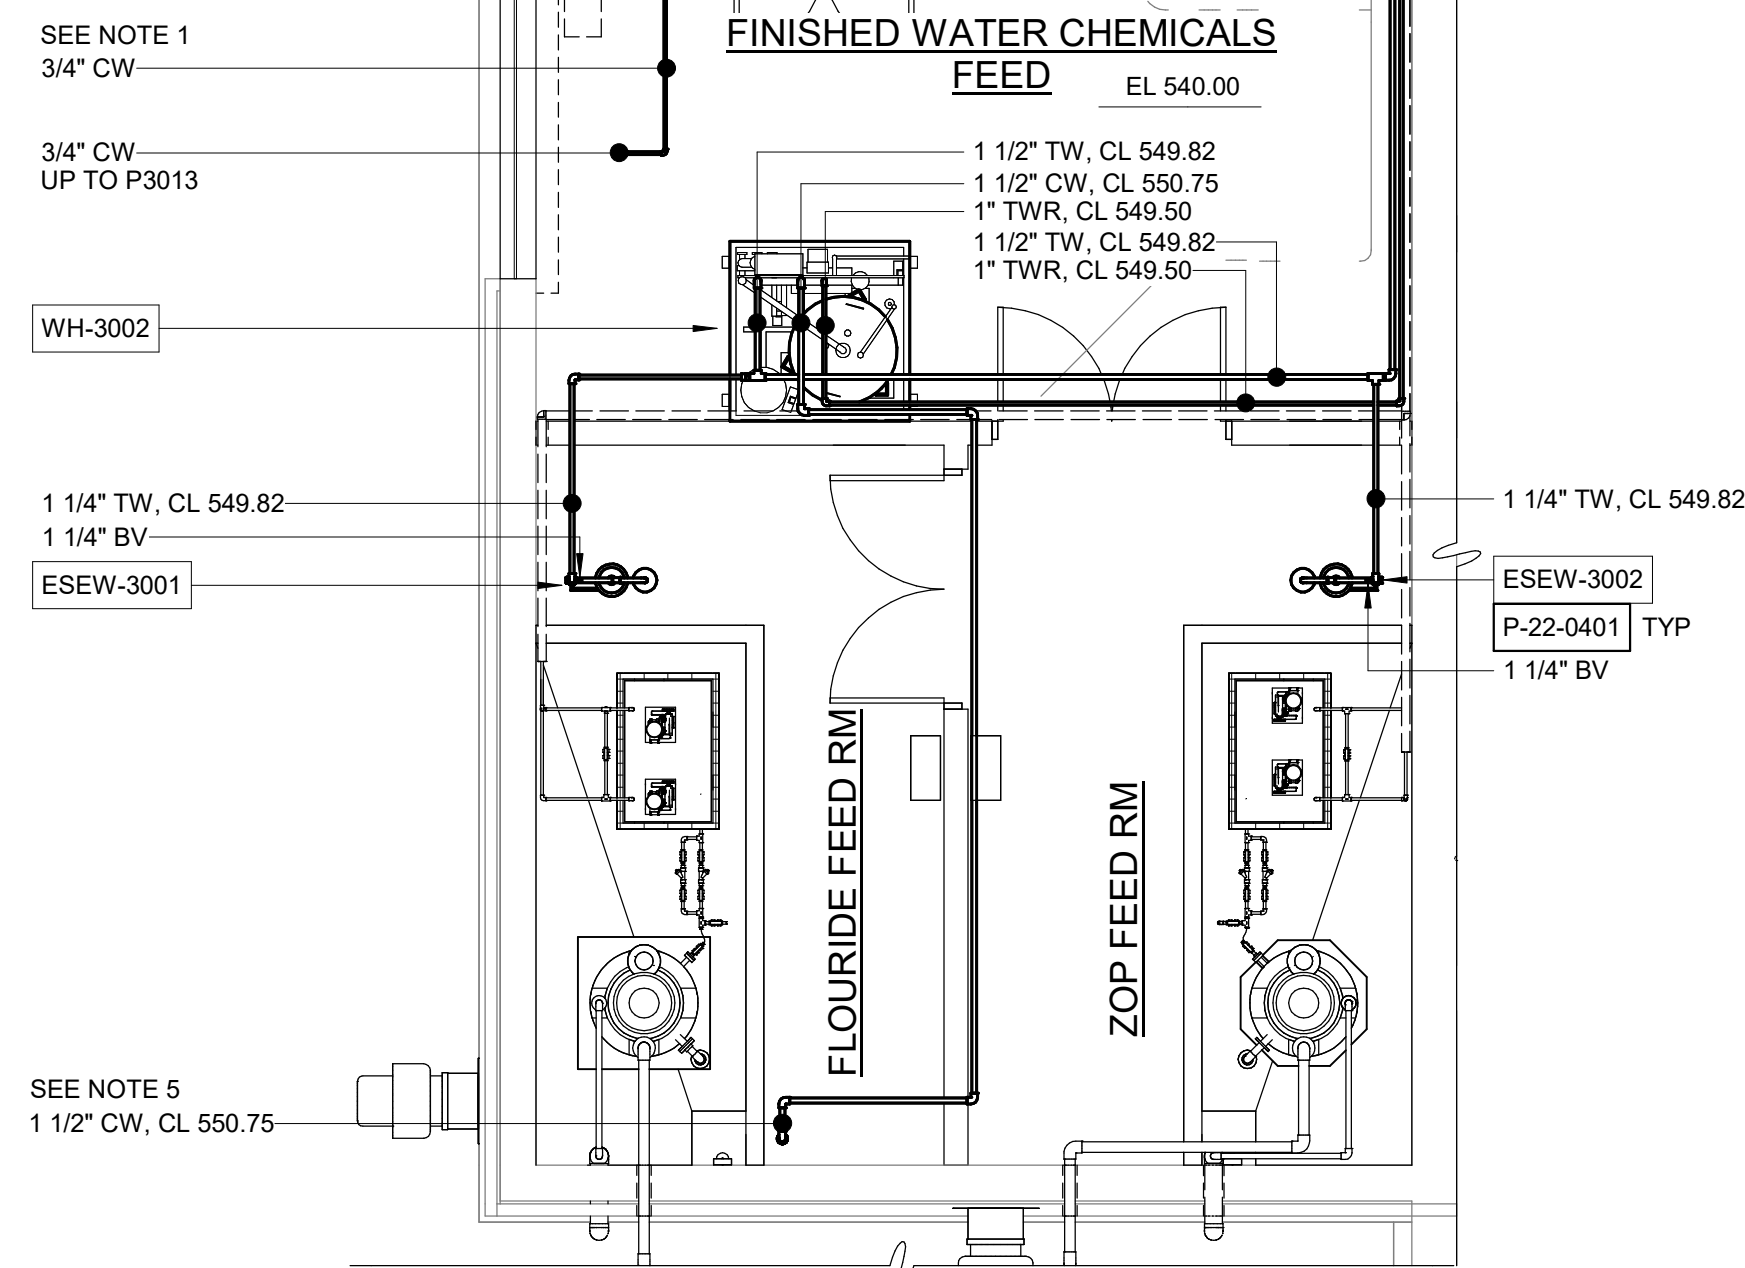 SEE NOTE 1
3/4" CW
3/4" CW
UP TO P3013
FINISHED WATER CHEMICALS
FEED
EL 540.00
1 1/2" TW, CL 549.82
1 1/2" CW, CL 550.75
1" TWR, CL 549.50
1 1/2" TW, CL 549.82
1" TWR, CL 549.50
WH-3002
1 1/4" TW, CL 549.82
1 1/4" BV
ESEW-3001
1 1/4" TW, CL 549.82
ESEW-3002
P-22-0401 TYP
1 1/4" BV
FLOURIDE FEED RM
ZOP FEED RM
SEE NOTE 5
1 1/2" CW, CL 550.75